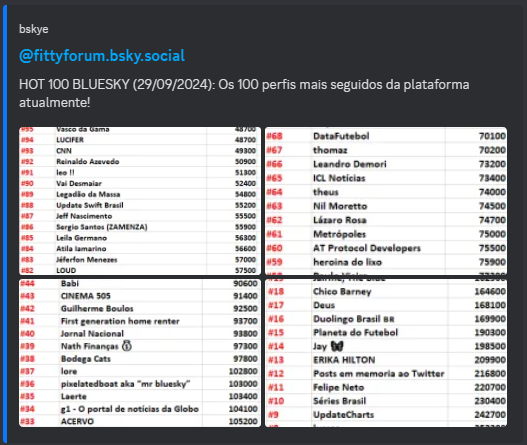 bskye
@fittyforum.bsky.social
HOT 100 BLUESKY (29/09/2024): Os 100 perfis mais seguidos da plataforma
atualmente!
#95 Vasco da Gama 48700
#94 LUCIFER 48700
#93 CNN 49300
#92 Reinaldo Azevedo 50900
#91 leo !! 51300
#90 Vai Desmaiar 52400
#89 Legadão da Massa 54800
#88 Update Swift Brasil 55200
#87 Jeff Nascimento 55500
#86 Sergio Santos (ZAMENZA) 55900
#85 Leila Germano 56300
#84 Atila Iamarino 56600
#83 Jéferfon Menezes 57000
#82 LOUD 57500
#68 DataFutebol 70100
#67 thomaz 70200
#66 Leandro Demori 73200
#65 ICL Notícias 73400
#64 theus 74000
#63 Nil Moretto 74500
#62 Lázaro Rosa 74700
#61 Metrópoles 75000
#60 AT Protocol Developers 75500
#59 heroina do lixo 75900
#44 Babi 90600
#43 CINEMA 505 91400
#42 Guilherme Boulos 92500
#41 First generation home renter 93700
#40 Jornal Nacional 93800
#39 Nath Finanças 97300
#38 Bodega Cats 97800
#37 lore 102800
#36 pixelatedboat aka "mr bluesky" 103000
#35 Laerte 103400
#34 g1 - O portal de notícias da Globo 104100
#33 ACERVO 105200
#18 Chico Barney 164600
#17 Deus 168100
#16 Duolingo Brasil BR 169900
#15 Planeta do Futebol 190300
#14 Jay 198500
#13 ERIKA HILTON 209900
#12 Posts em memoria ao Twitter 216800
#11 Felipe Neto 220700
#10 Séries Brasil 230400
#9 UpdateCharts 242700